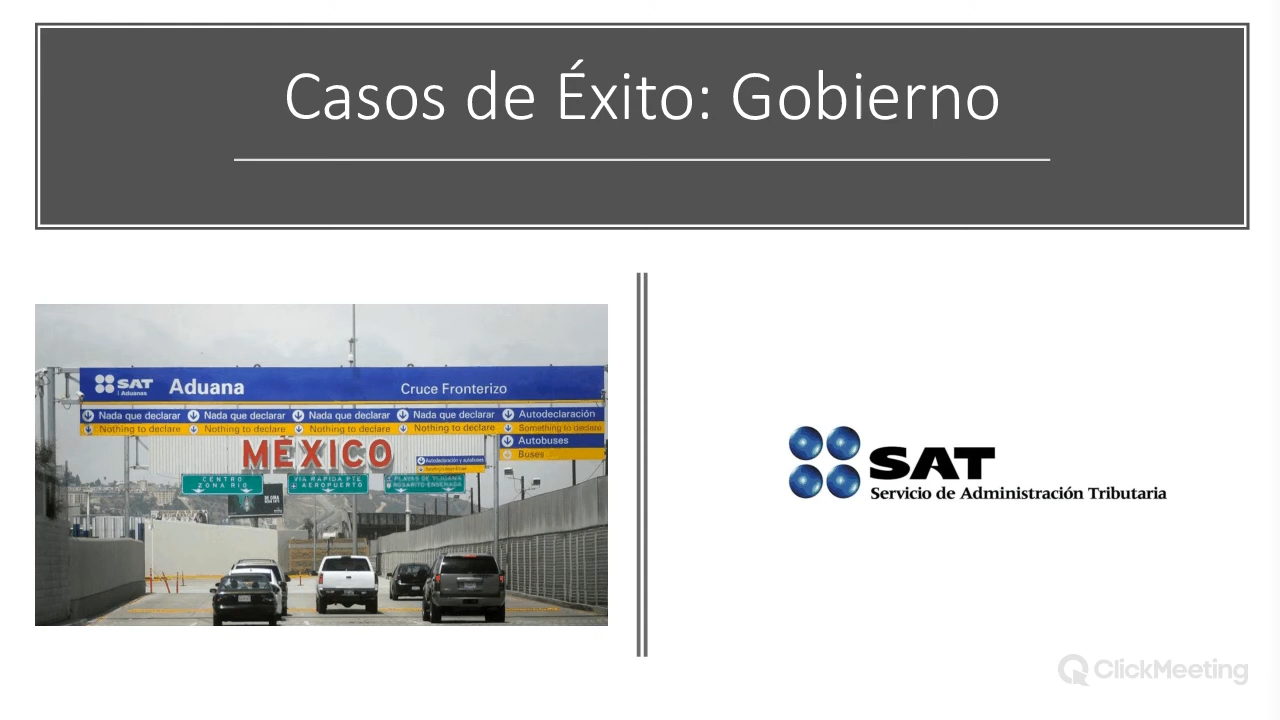 Casos de Éxito: Gobierno
SAT Aduana Cruce Fronterizo
Aduanas
Nada que declarar Nada que declarar Nada que declarar Nada que declarar Autodeclaración
Nothing to declare Nothing to declare Nothing to declare Nothing to declare Something to declare
Autobuses
Buses
MÉXICO
Autodeclaración y autobuses
CENTRO
ZONA RIO
VIA RAPIDA PTE
AEROPUERTO
PLAYAS DE TIJUANA
ROSARITO ENSENADA
SAT
Servicio de Administración Tributaria
ClickMeeting